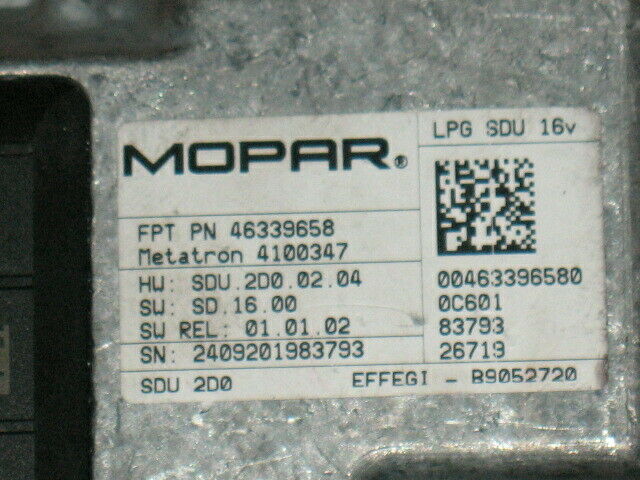 MOPAR®
LPG SDU 16v
FPT PN 46339658
Metatron 4100347
HW: SDU.2D0.02.04
SW: SD.16.00
SW REL: 01.01.02
SN: 2409201983793
00463396580
0C601
83793
26719
SDU 2D0
EFFEGI - B9052720